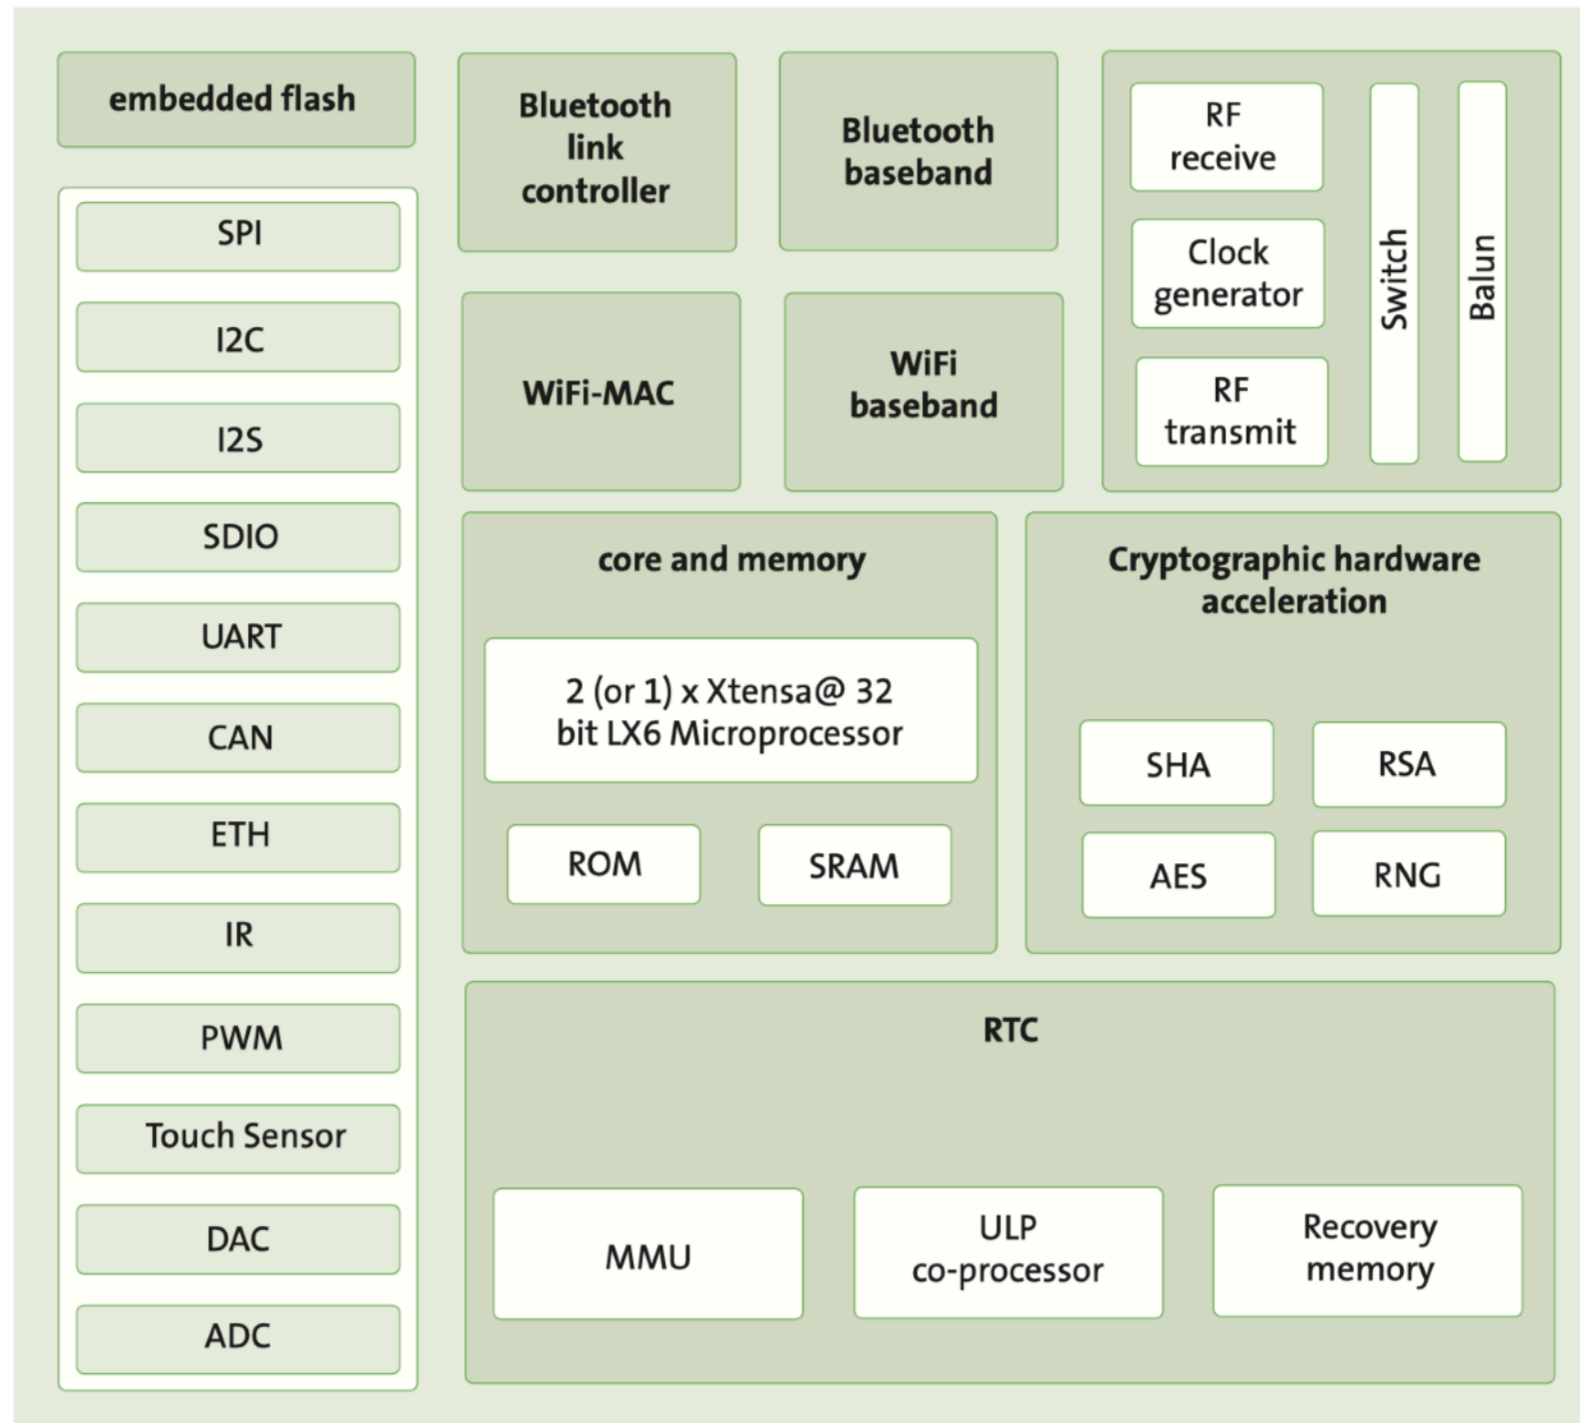 embedded flash
SPI
I2C
I2S
SDIO
UART
CAN
ETH
IR
PWM
Touch Sensor
DAC
ADC
Bluetooth
link
controller
Bluetooth
baseband
WiFi-MAC
WiFi
baseband
RF
receive
Clock
generator
RF
transmit
Switch
Balun
core and memory
2 (or 1) x Xtensa@ 32
bit LX6 Microprocessor
ROM
SRAM
Cryptographic hardware
acceleration
SHA
RSA
AES
RNG
RTC
MMU
ULP
co-processor
Recovery
memory